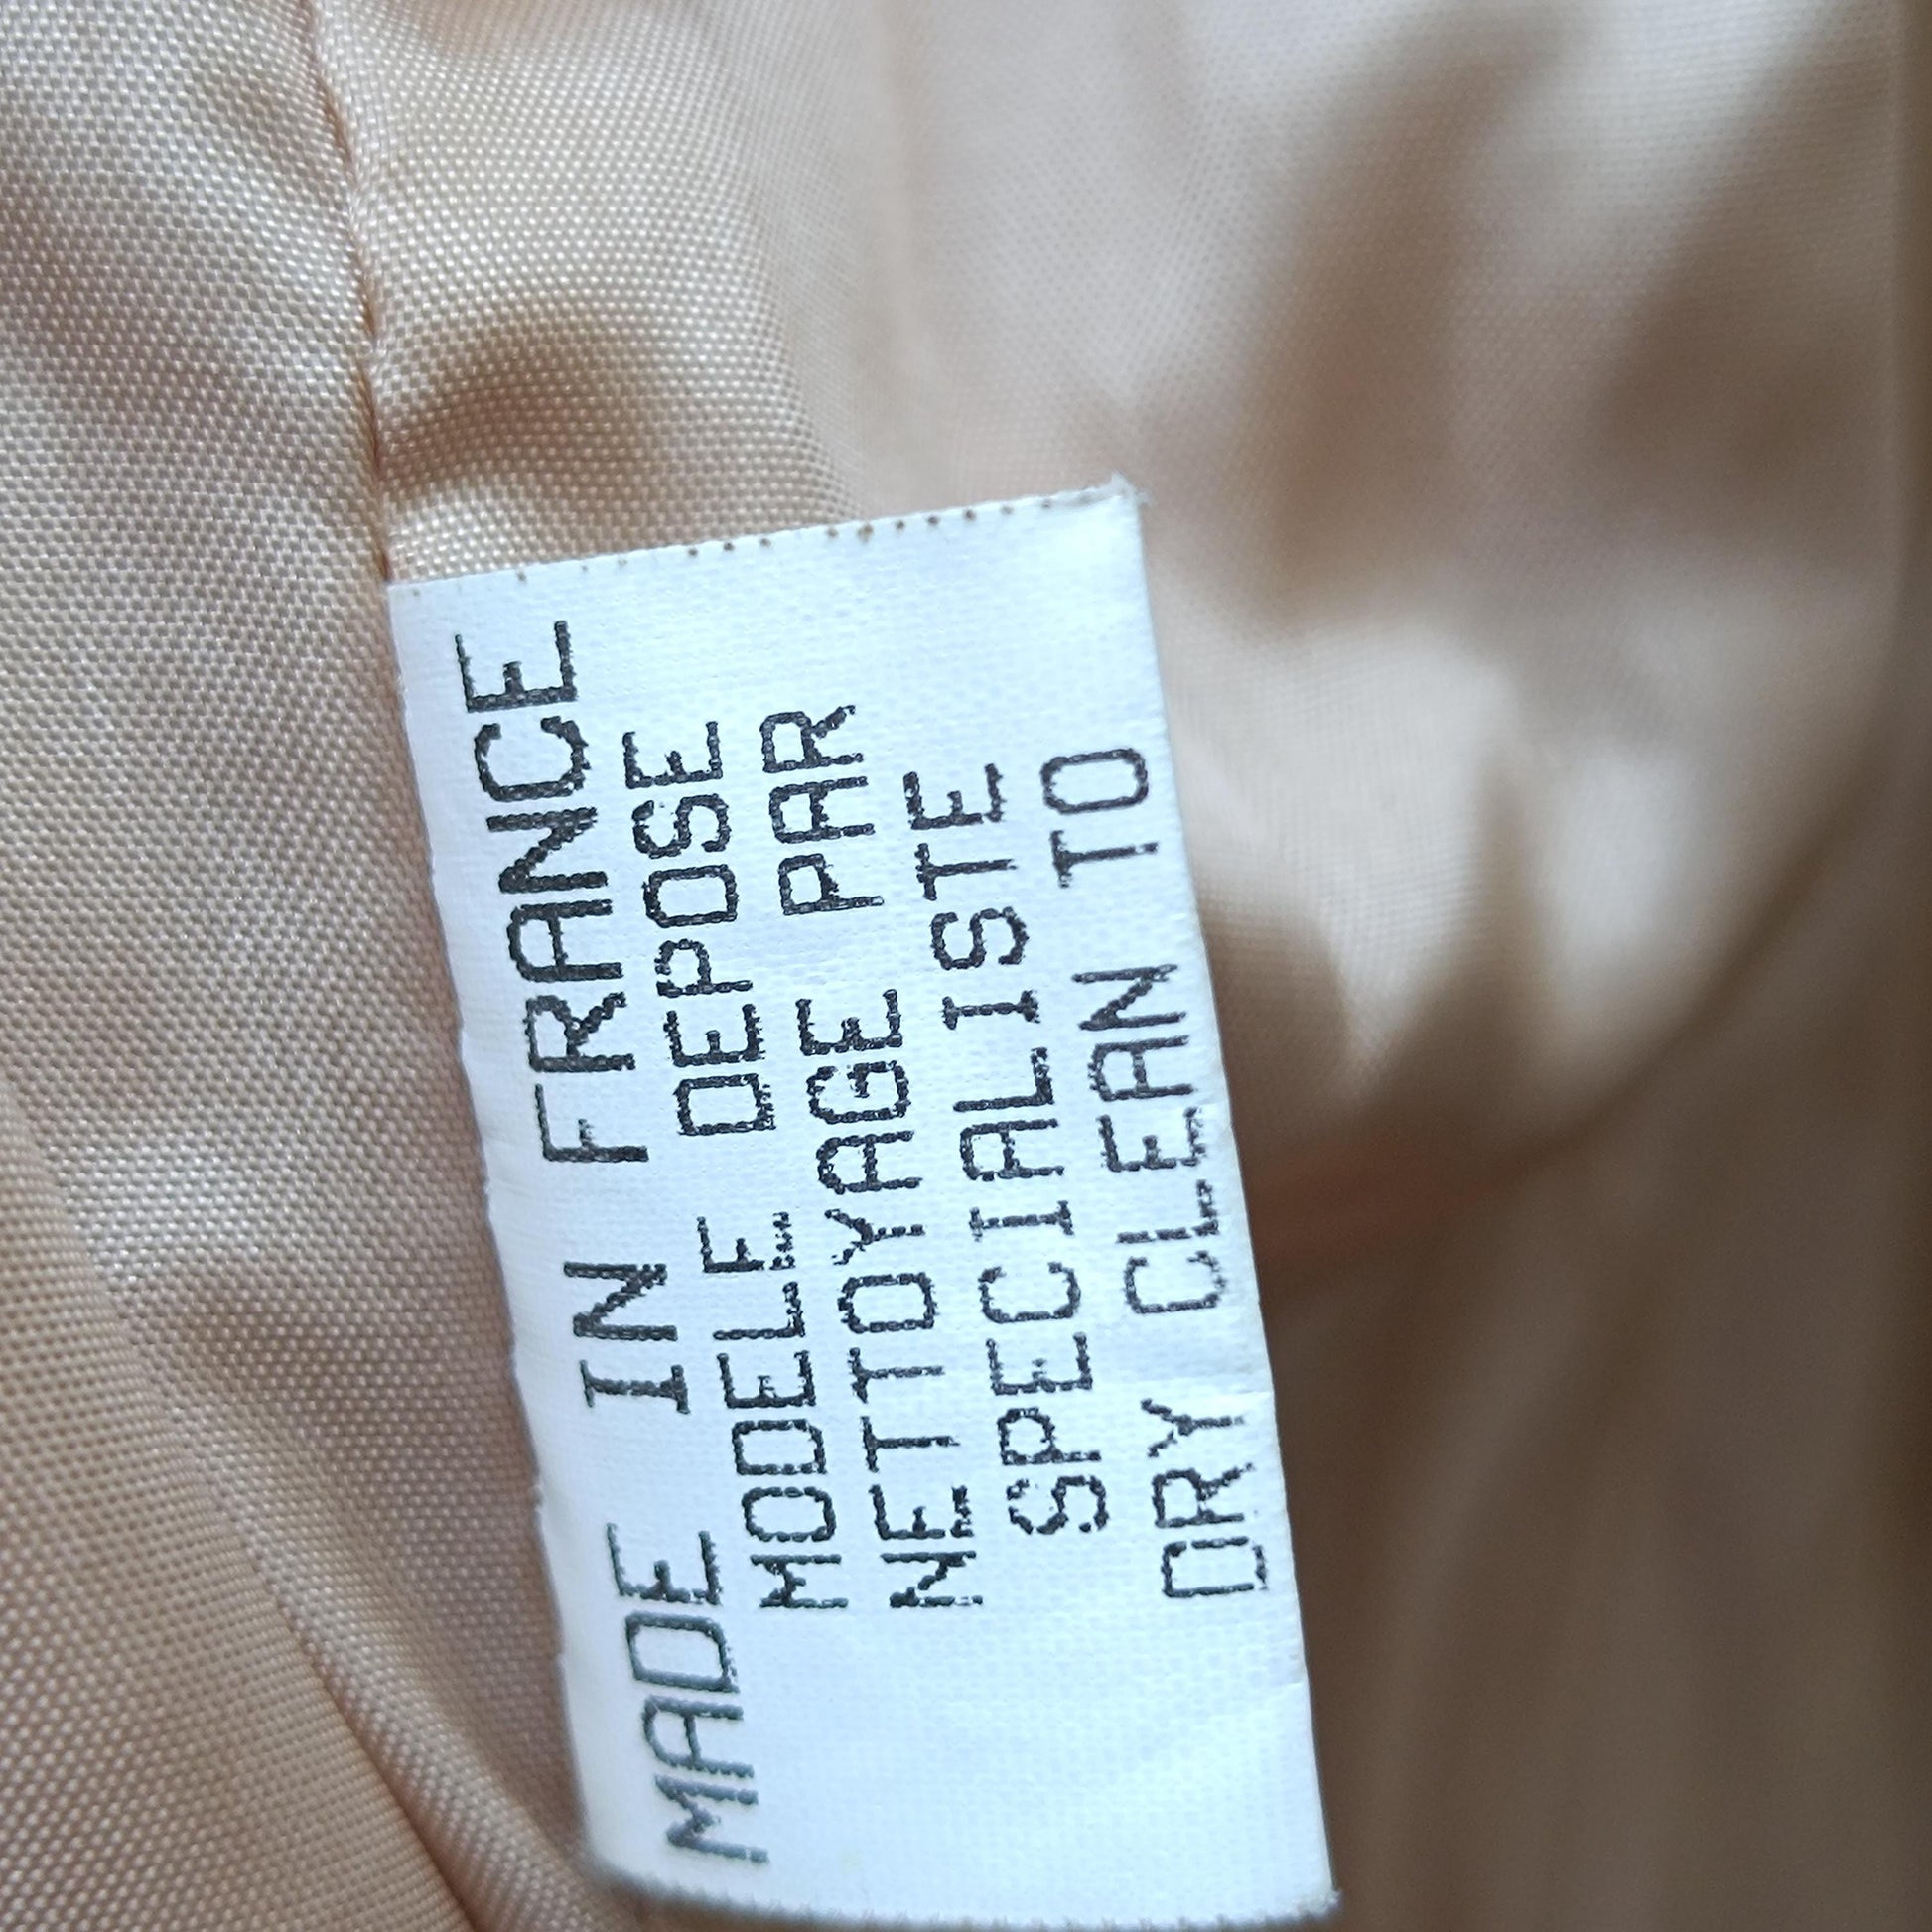 MADE IN FRANCE
MODELE DEPOSE
NETTOYAGE PAR
SPECIALISTE
DRY CLEAN TO